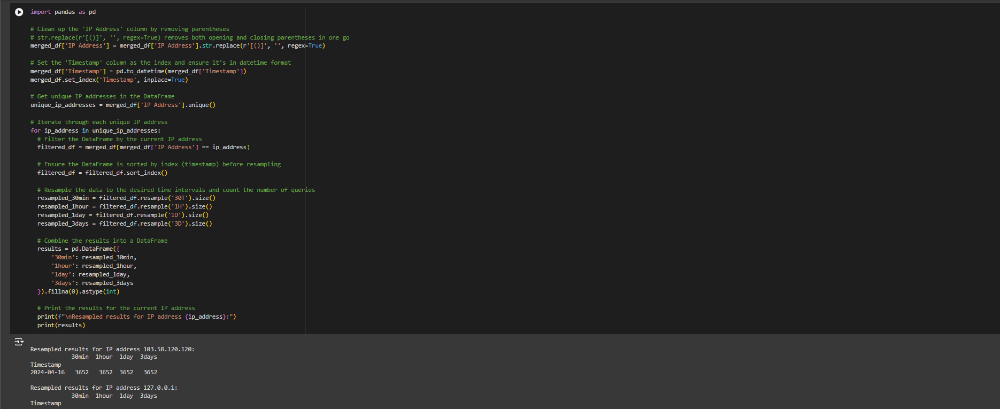 import pandas as pd
# Clean up the 'IP Address' column by removing parentheses
# str.replace(r'[()]', '', regex=True) removes both opening and closing parentheses in one go
merged_df['IP Address'] = merged_df['IP Address'].str.replace(r'[()]', '', regex=True)
# Set the 'Timestamp' column as the index and ensure it's in datetime format
merged_df['Timestamp'] = pd.to_datetime(merged_df['Timestamp'])
merged_df.set_index('Timestamp', inplace=True)
# Get unique IP addresses in the DataFrame
unique_ip_addresses = merged_df['IP Address'].unique()
# Iterate through each unique IP address
for ip_address in unique_ip_addresses:
  # Filter the DataFrame by the current IP address
  filtered_df = merged_df[merged_df['IP Address'] == ip_address]
  # Ensure the DataFrame is sorted by index (timestamp) before resampling
  filtered_df = filtered_df.sort_index()
  # Resample the data to the desired time intervals and count the number of queries
  resampled_30min = filtered_df.resample('30T').size()
  resampled_1hour = filtered_df.resample('1H').size()
  resampled_1day = filtered_df.resample('1D').size()
  resampled_3days = filtered_df.resample('3D').size()
  # Combine the results into a DataFrame
  results = pd.DataFrame({
      '30min': resampled_30min,
      '1hour': resampled_1hour,
      '1day': resampled_1day,
      '3days': resampled_3days
  }).fillna(0).astype(int)
  # Print the results for the current IP address
  print(f"\nResampled results for IP address {ip_address}:")
  print(results)
Resampled results for IP address 103.58.120.120:
            30min  1hour  1day  3days
Timestamp
2024-04-16   3652   3652  3652   3652
Resampled results for IP address 127.0.0.1:
            30min  1hour  1day  3days
Timestamp